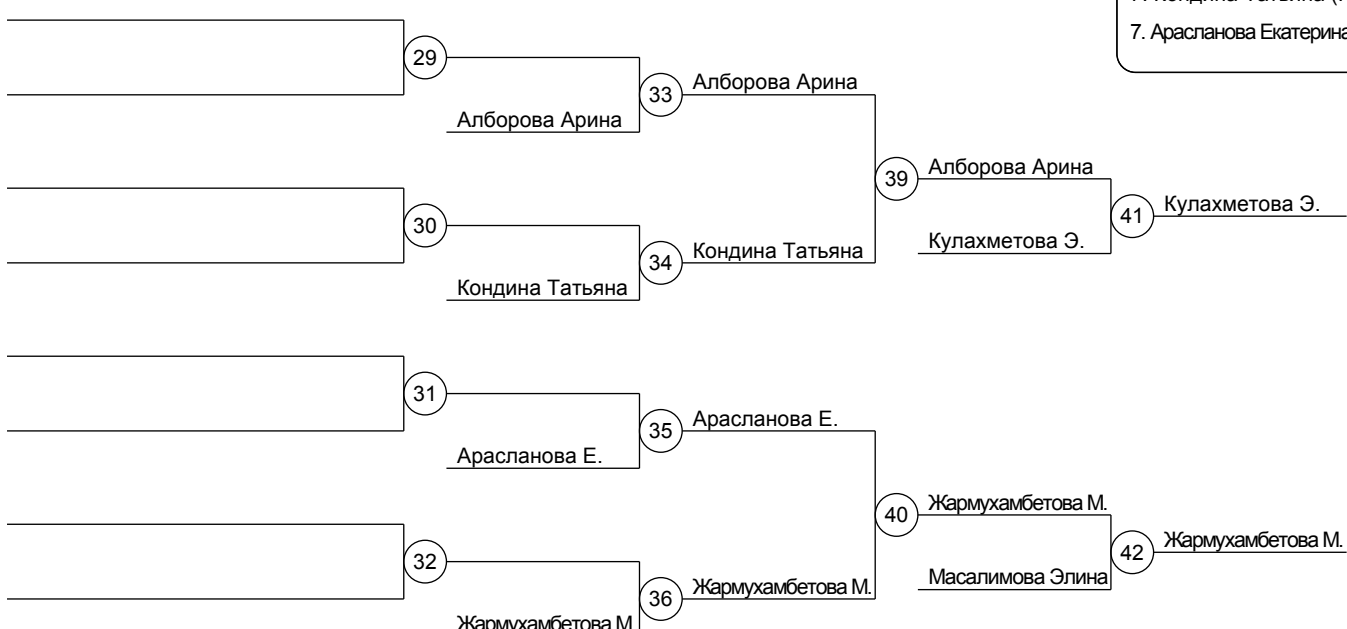 7. Арасланова Екатерина
29
33
Алборова Арина
Алборова Арина
39
Алборова Арина
41
Кулахметова Э.
30
Кулахметова Э.
34
Кондина Татьяна
Кондина Татьяна
31
35
Арасланова Е.
Арасланова Е.
40
Жармухамбетова М.
42
Жармухамбетова М.
32
Масалимова Элина
36
Жармухамбетова М.
Жармухамбетова М